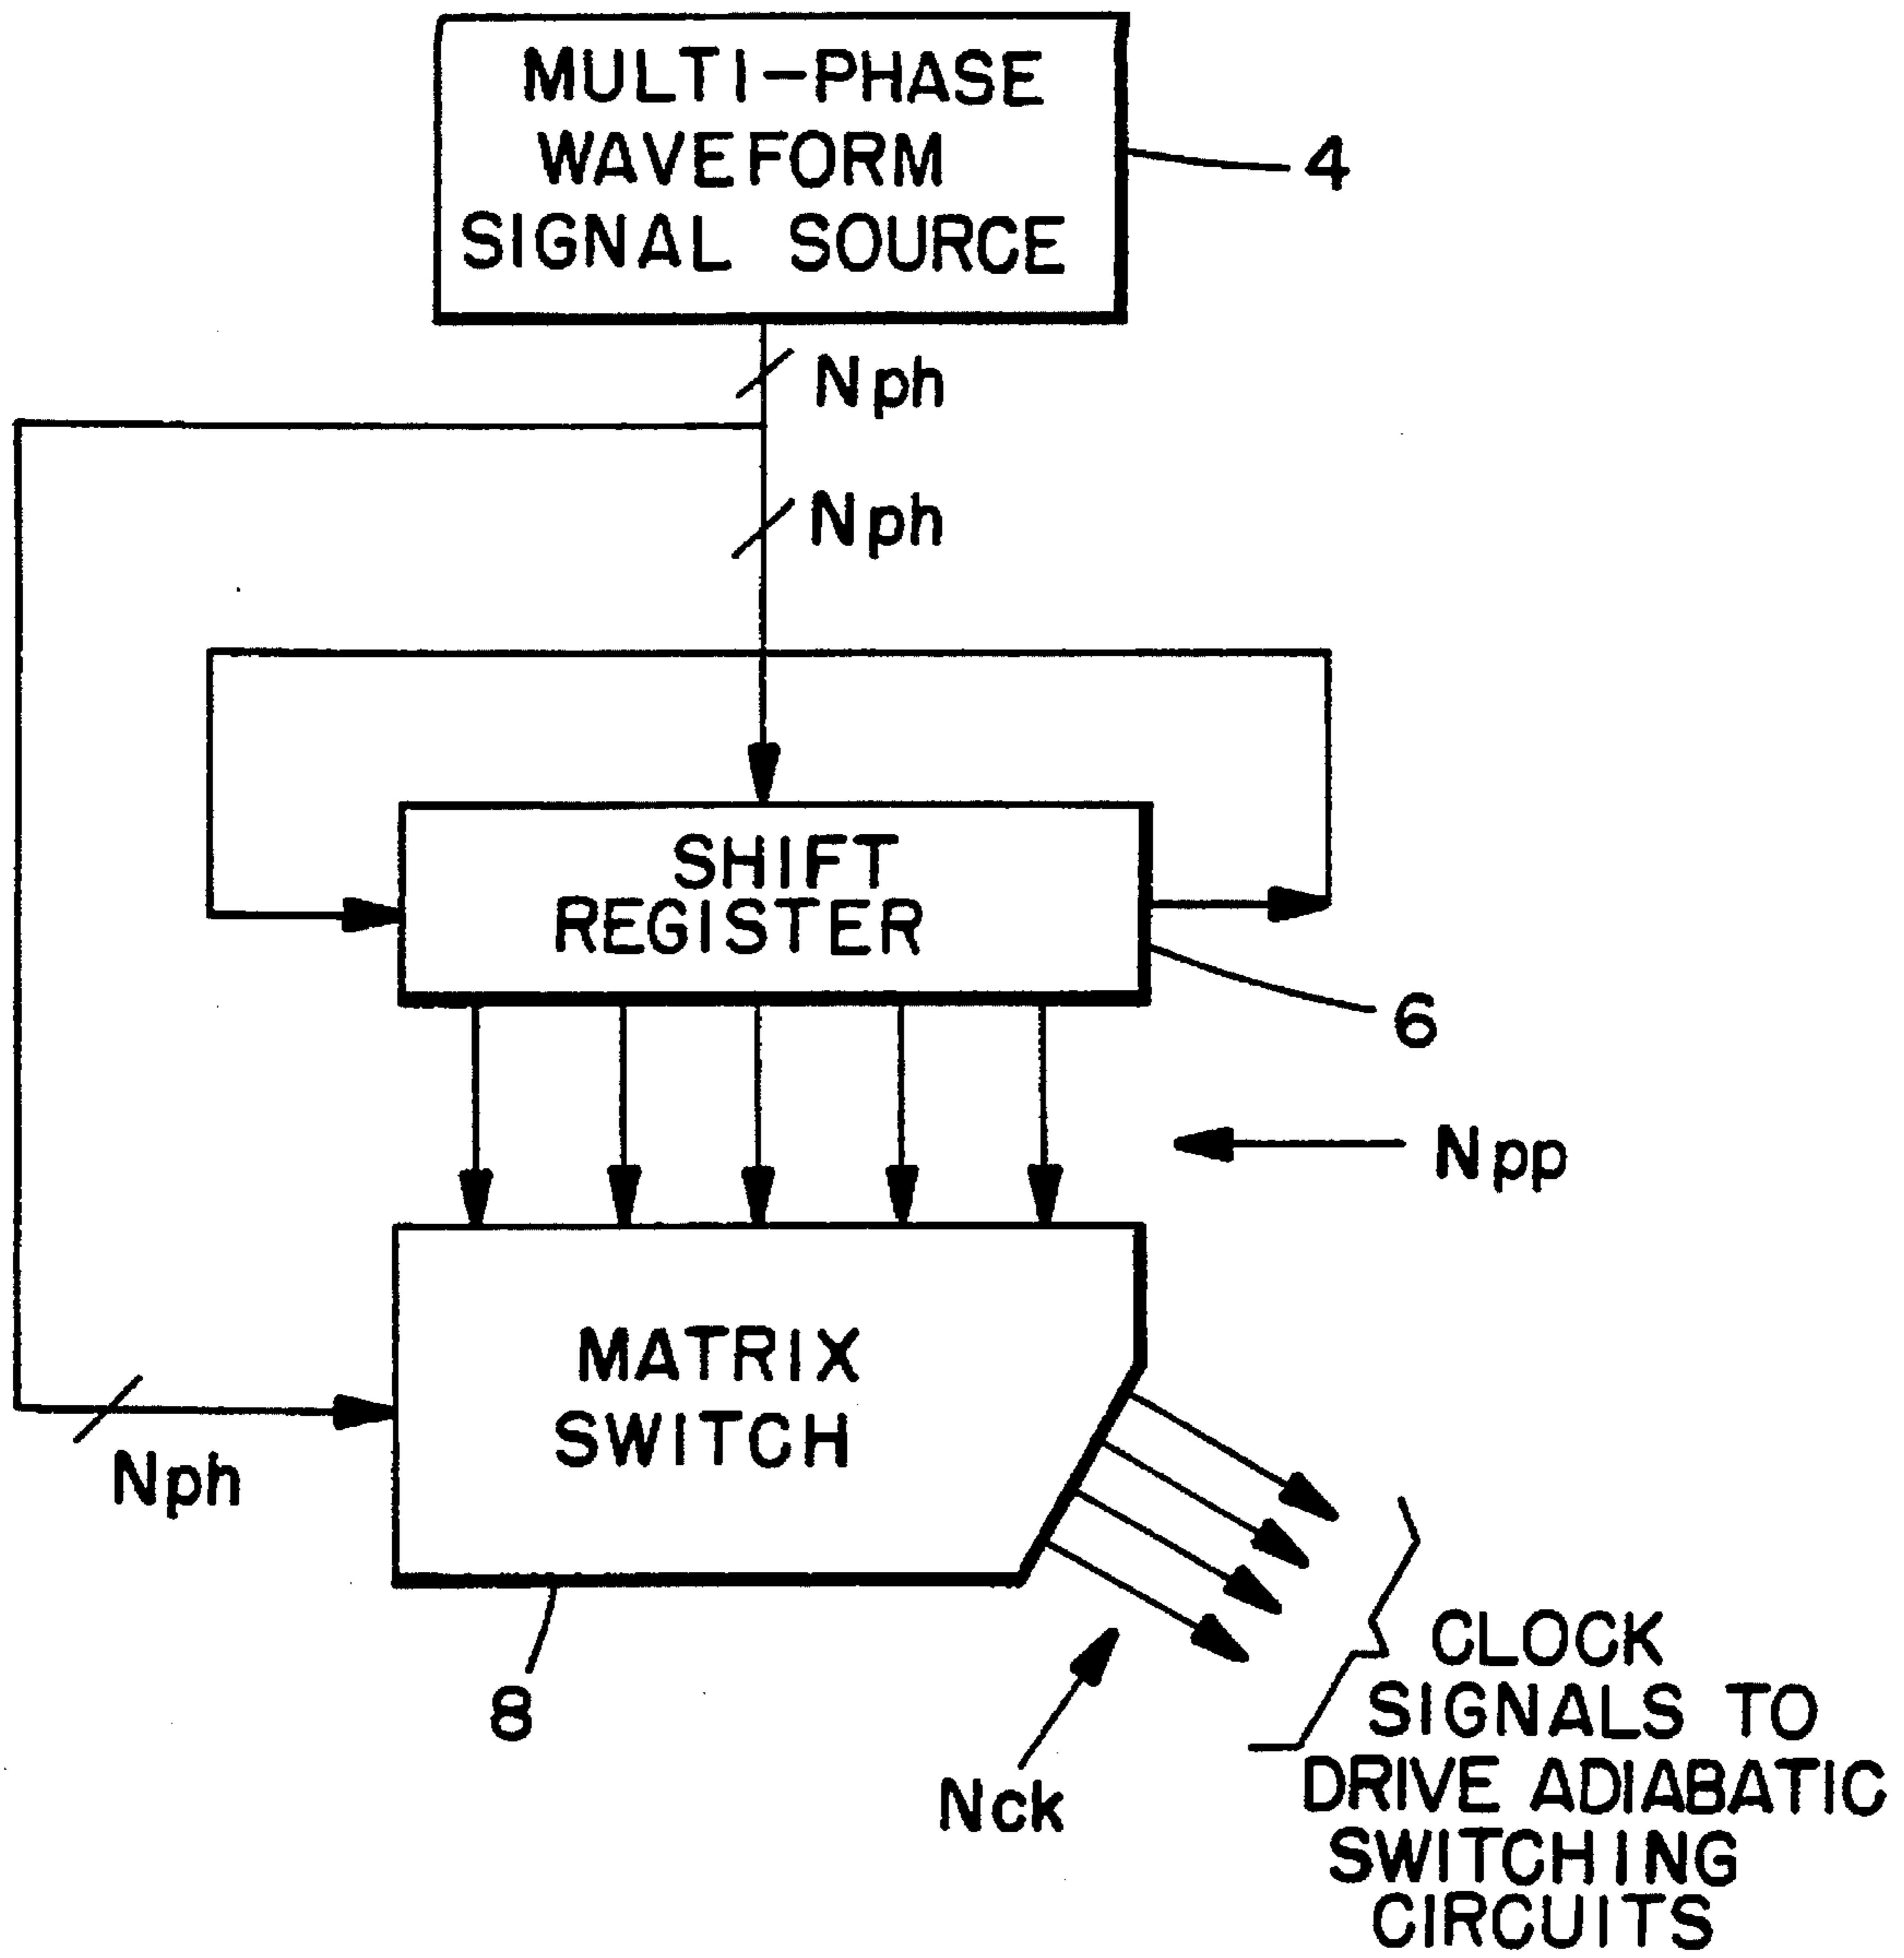 MULTI-PHASE
WAVEFORM
SIGNAL SOURCE
4
Nph
Nph
SHIFT
REGISTER
6
Npp
MATRIX
SWITCH
Nph
8
Nck
CLOCK
SIGNALS TO
DRIVE ADIABATIC
SWITCHING
CIRCUITS